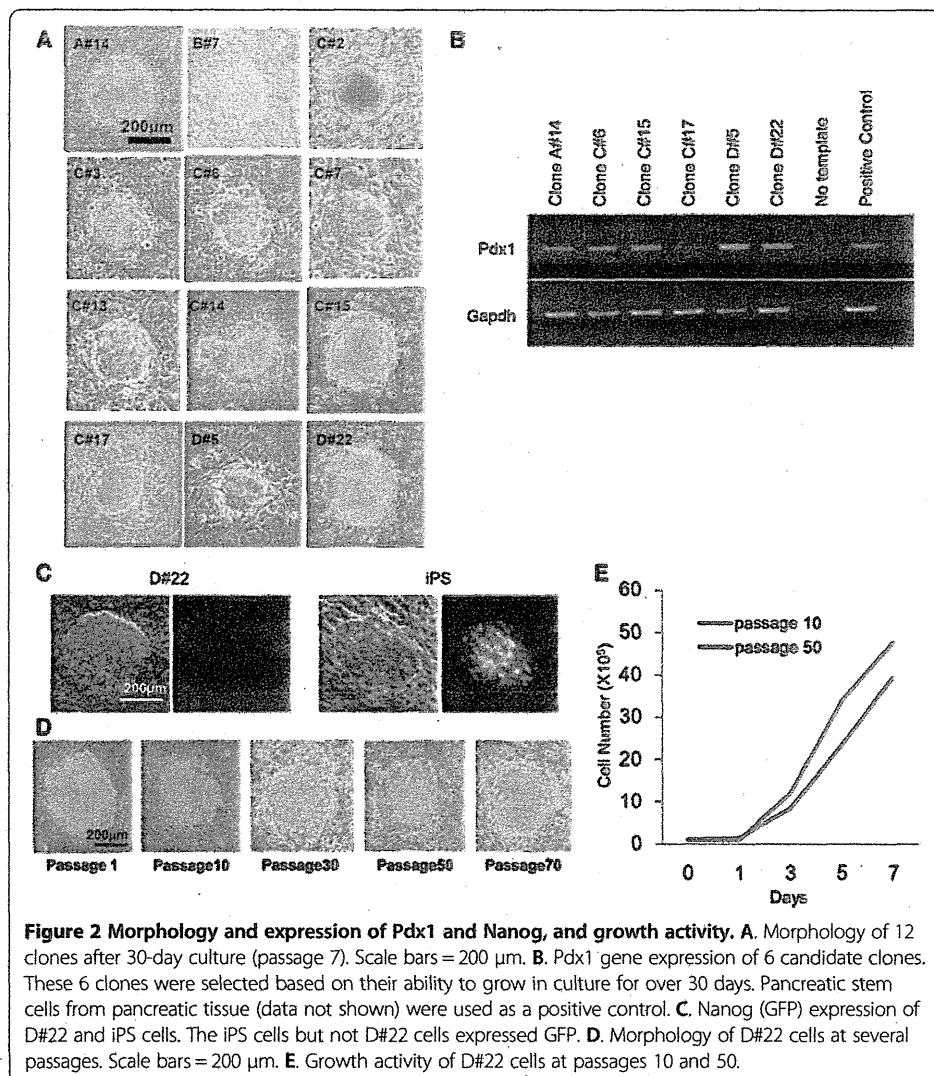 A
A#14
B#7
C#2
200μm
C#3
C#6
C#7
C#13
C#14
C#15
C#17
D#5
D#22
B
Clone A#14
Clone C#6
Clone C#15
Clone C#17
Clone D#5
Clone D#22
No template
Positive Control
Pdx1
Gapdh
C
D#22
iPS
200μm
D
200μm
Passage 1
Passage10
Passage30
Passage50
Passage70
E
60
50
40
30
20
10
0
Cell Number (X10⁵)
passage 10
passage 50
0 1 3 5 7
Days
Figure 2 Morphology and expression of Pdx1 and Nanog, and growth activity. A. Morphology of 12
clones after 30-day culture (passage 7). Scale bars = 200 μm. B. Pdx1 gene expression of 6 candidate clones.
These 6 clones were selected based on their ability to grow in culture for over 30 days. Pancreatic stem
cells from pancreatic tissue (data not shown) were used as a positive control. C. Nanog (GFP) expression of
D#22 and iPS cells. The iPS cells but not D#22 cells expressed GFP. D. Morphology of D#22 cells at several
passages. Scale bars = 200 μm. E. Growth activity of D#22 cells at passages 10 and 50.